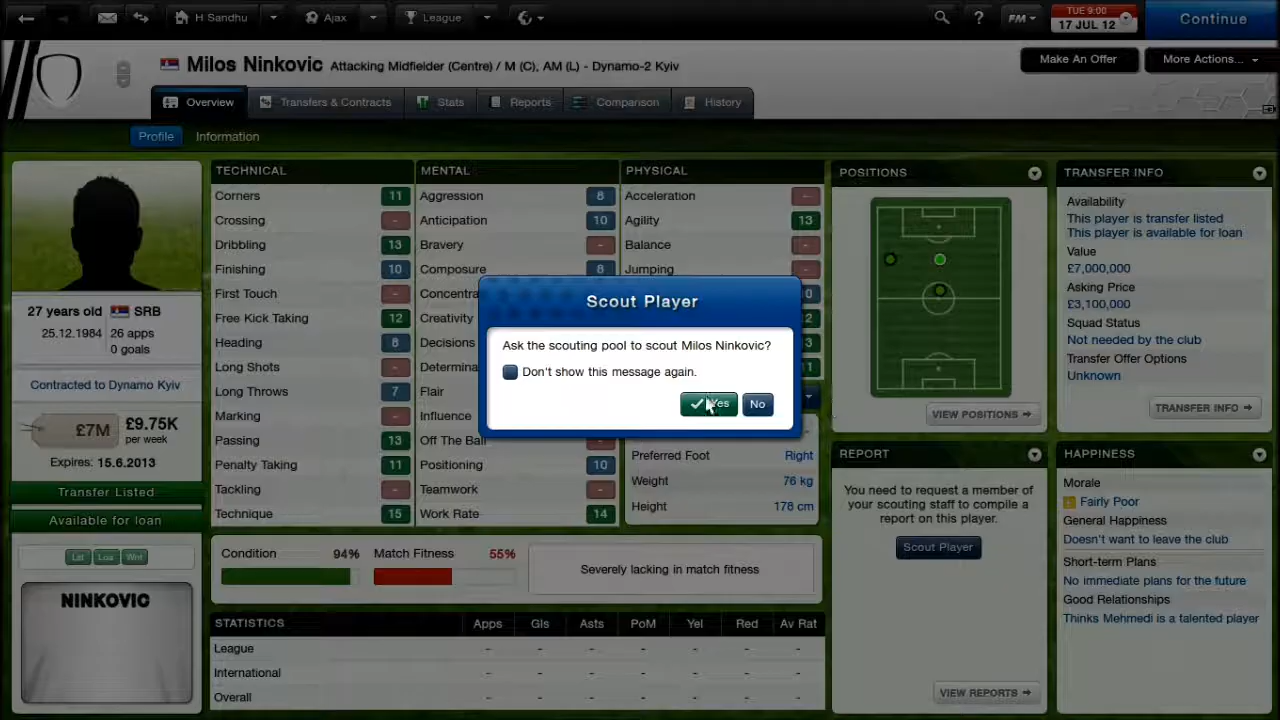 H Sandhu
Ajax
League
?
FM
TUE 9:00
17 JUL 12
Continue
Milos Ninkovic Attacking Midfielder (Centre) / M (C), AM (L) - Dynamo-2 Kyiv
Make An Offer
More Actions...
Overview
Transfers & Contracts
Stats
Reports
Comparison
History
Profile
Information
27 years old SRB
25.12.1984 26 apps
0 goals
Contracted to Dynamo Kyiv
£7M £9.75K
per week
Expires: 15.6.2013
Transfer Listed
Available for loan
Lst Loa Wnt
NINKOVIC
TECHNICAL
Corners 11
Crossing -
Dribbling 13
Finishing 10
First Touch -
Free Kick Taking 12
Heading 8
Long Shots -
Long Throws 7
Marking -
Passing 13
Penalty Taking 11
Tackling -
Technique 15
MENTAL
Aggression 8
Anticipation 10
Bravery -
Composure 8
Concentra
Creativity
Decisions
Determina
Flair
Influence
Off The Ball -
Positioning 10
Teamwork -
Work Rate 14
PHYSICAL
Acceleration -
Agility 13
Balance -
Jumping -
Scout Player
Ask the scouting pool to scout Milos Ninkovic?
Don't show this message again.
Yes No
Preferred Foot Right
Weight 76 kg
Height 178 cm
Condition 94% Match Fitness 55%
Severely lacking in match fitness
STATISTICS Apps Gls Asts PoM Yel Red Av Rat
League - - - - - - -
International - - - - - - -
Overall - - - - - - -
POSITIONS
VIEW POSITIONS
REPORT
You need to request a member of
your scouting staff to compile a
report on this player.
Scout Player
VIEW REPORTS
TRANSFER INFO
Availability
This player is transfer listed
This player is available for loan
Value
£7,000,000
Asking Price
£3,100,000
Squad Status
Not needed by the club
Transfer Offer Options
Unknown
TRANSFER INFO
HAPPINESS
Morale
Fairly Poor
General Happiness
Doesn't want to leave the club
Short-term Plans
No immediate plans for the future
Good Relationships
Thinks Mehmedi is a talented player